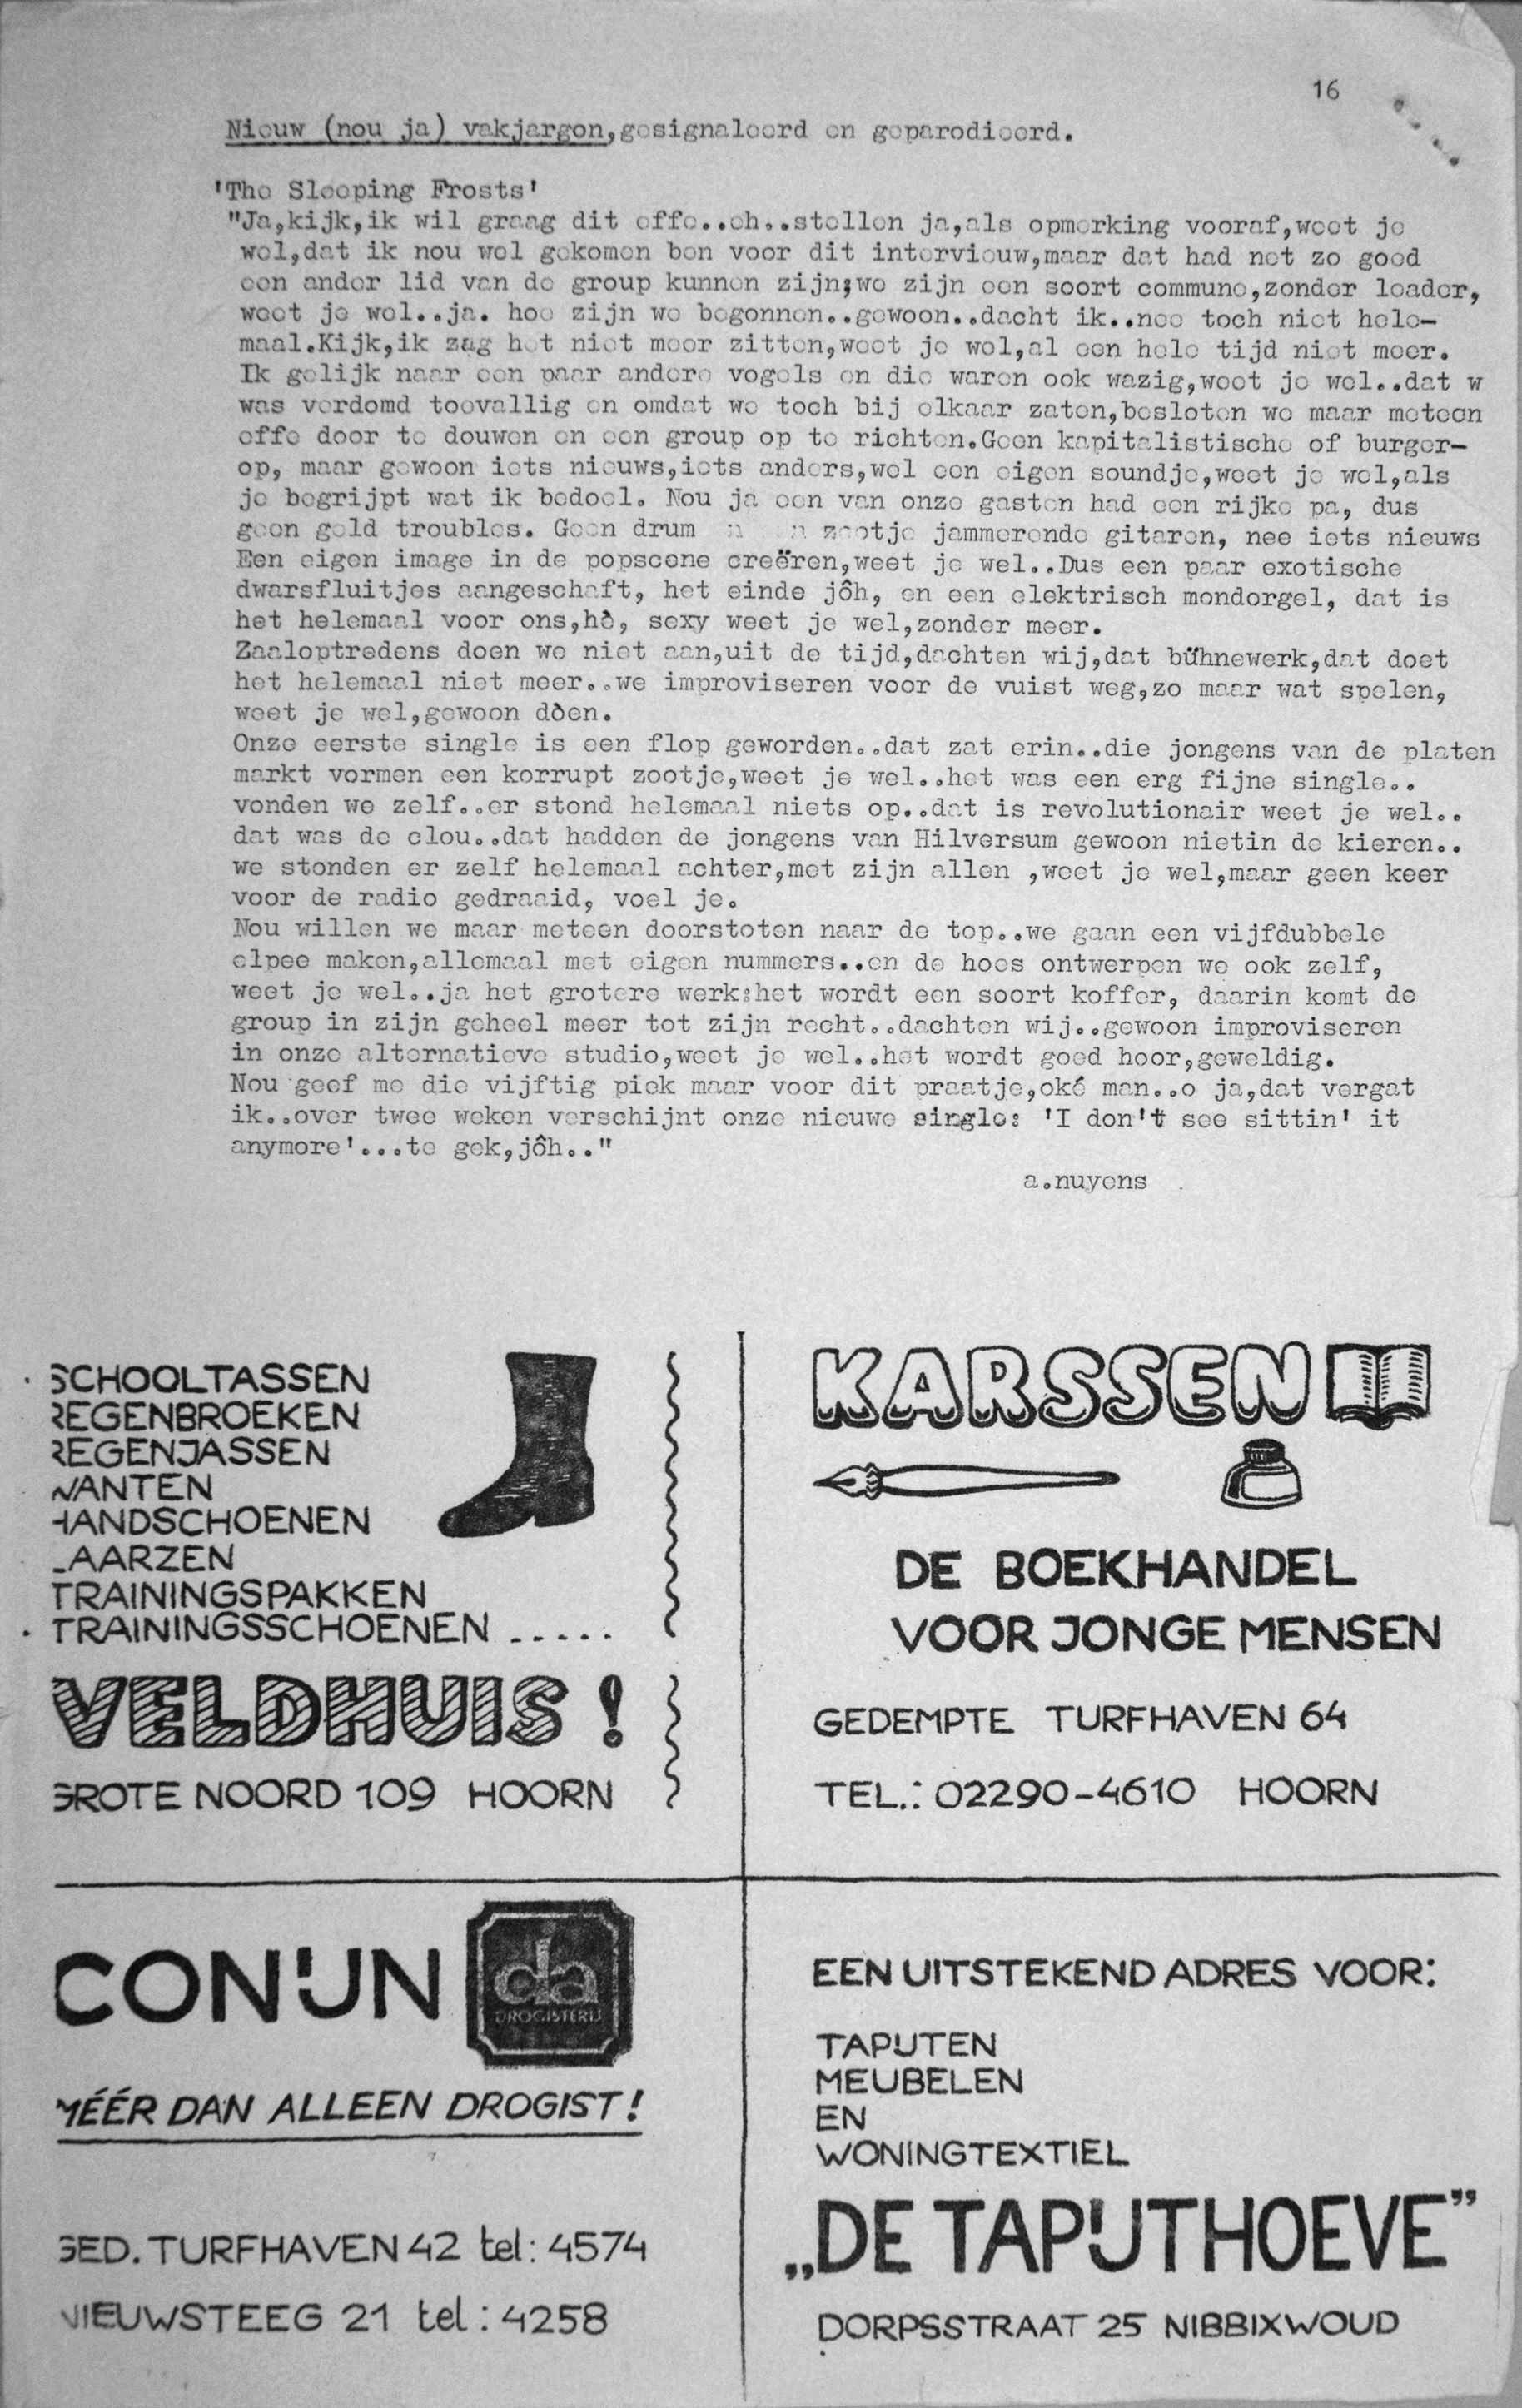 16
Nieuw (nou ja) vakjargon,gesignaleerd en geparodieerd.
'The Sleeping Frosts'
"Ja,kijk,ik wil graag dit effe..eh..stellen ja,als opmerking vooraf,weet je
wel,dat ik nou wel gekomen ben voor dit interviouw,maar dat had net zo goed
een ander lid van de group kunnen zijn;we zijn een soort commune,zonder leader,
weet je wel..ja. hoe zijn we begonnen..gewoon..dacht ik..nee toch niet hele-
maal.Kijk,ik zag het niet meer zitten,weet je wel,al een hele tijd niet meer.
Ik gelijk naar een paar andere vogels en die waren ook wazig,weet je wel..dat w
was verdomd toevallig en omdat we toch bij elkaar zaten,besloten we maar meteen
effe door te douwen en een group op te richten.Geen kapitalistische of burger-
op, maar gewoon iets nieuws,iets anders,wel een eigen soundje,weet je wel,als
je begrijpt wat ik bedoel. Nou ja een van onze gasten had een rijke pa, dus
geen geld troubles. Geen drum n n zootje jammerende gitaren, nee iets nieuws
Een eigen image in de popscene creëren,weet je wel..Dus een paar exotische
dwarsfluitjes aangeschaft, het einde jôh, en een elektrisch mondorgel, dat is
het helemaal voor ons,hè, sexy weet je wel,zonder meer.
Zaaloptredens doen we niet aan,uit de tijd,dachten wij,dat bühnewerk,dat doet
het helemaal niet meer..we improviseren voor de vuist weg,zo maar wat spelen,
weet je wel,gewoon dòen.
Onze eerste single is een flop geworden..dat zat erin..die jongens van de platen
markt vormen een korrupt zootje,weet je wel..het was een erg fijne single..
vonden we zelf..er stond helemaal niets op..dat is revolutionair weet je wel..
dat was de clou..dat hadden de jongens van Hilversum gewoon nietin de kieren..
we stonden er zelf helemaal achter,met zijn allen ,weet je wel,maar geen keer
voor de radio gedraaid, voel je.
Nou willen we maar meteen doorstoten naar de top..we gaan een vijfdubbele
elpee maken,allemaal met eigen nummers..en de hoes ontwerpen we ook zelf,
weet je wel..ja het grotere werk:het wordt een soort koffer, daarin komt de
group in zijn geheel meer tot zijn recht..dachten wij..gewoon improviseren
in onze alternatieve studio,weet je wel..het wordt goed hoor,geweldig.
Nou geef me die vijftig piek maar voor dit praatje,oké man..o ja,dat vergat
ik..over twee weken verschijnt onze nieuwe single: 'I don't see sittin' it
anymore'...te gek,jôh.."
a.nuyens
SCHOOLTASSEN
REGENBROEKEN
REGENJASSEN
WANTEN
HANDSCHOENEN
LAARZEN
TRAININGSPAKKEN
TRAININGSSCHOENEN .....
VELDHUIS !
GROTE NOORD 109 HOORN
KARSSEN
DE BOEKHANDEL
VOOR JONGE MENSEN
GEDEMPTE TURFHAVEN 64
TEL.: 02290-4610 HOORN
CONIJN
da
DROGISTERIJ
MÉÉR DAN ALLEEN DROGIST!
GED. TURFHAVEN 42 tel: 4574
NIEUWSTEEG 21 tel: 4258
EEN UITSTEKEND ADRES VOOR:
TAPIJTEN
MEUBELEN
EN
WONINGTEXTIEL
„DE TAPIJTHOEVE”
DORPSSTRAAT 25 NIBBIXWOUD